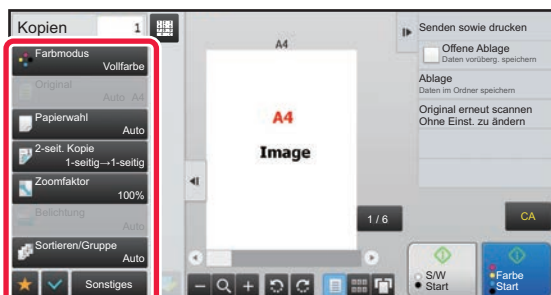 Kopien 1
Farbmodus
Vollfarbe
Original
Auto A4
Papierwahl
Auto
2-seit. Kopie
1-seitig→1-seitig
Zoomfaktor
100%
Belichtung
Auto
Sortieren/Gruppe
Auto
Sonstiges
A4
A4
Image
1 / 6
Senden sowie drucken
Offene Ablage
Daten vorüberg. speichern
Ablage
Daten im Ordner speichern
Original erneut scannen
Ohne Einst. zu ändern
CA
S/W
Start
Farbe
Start